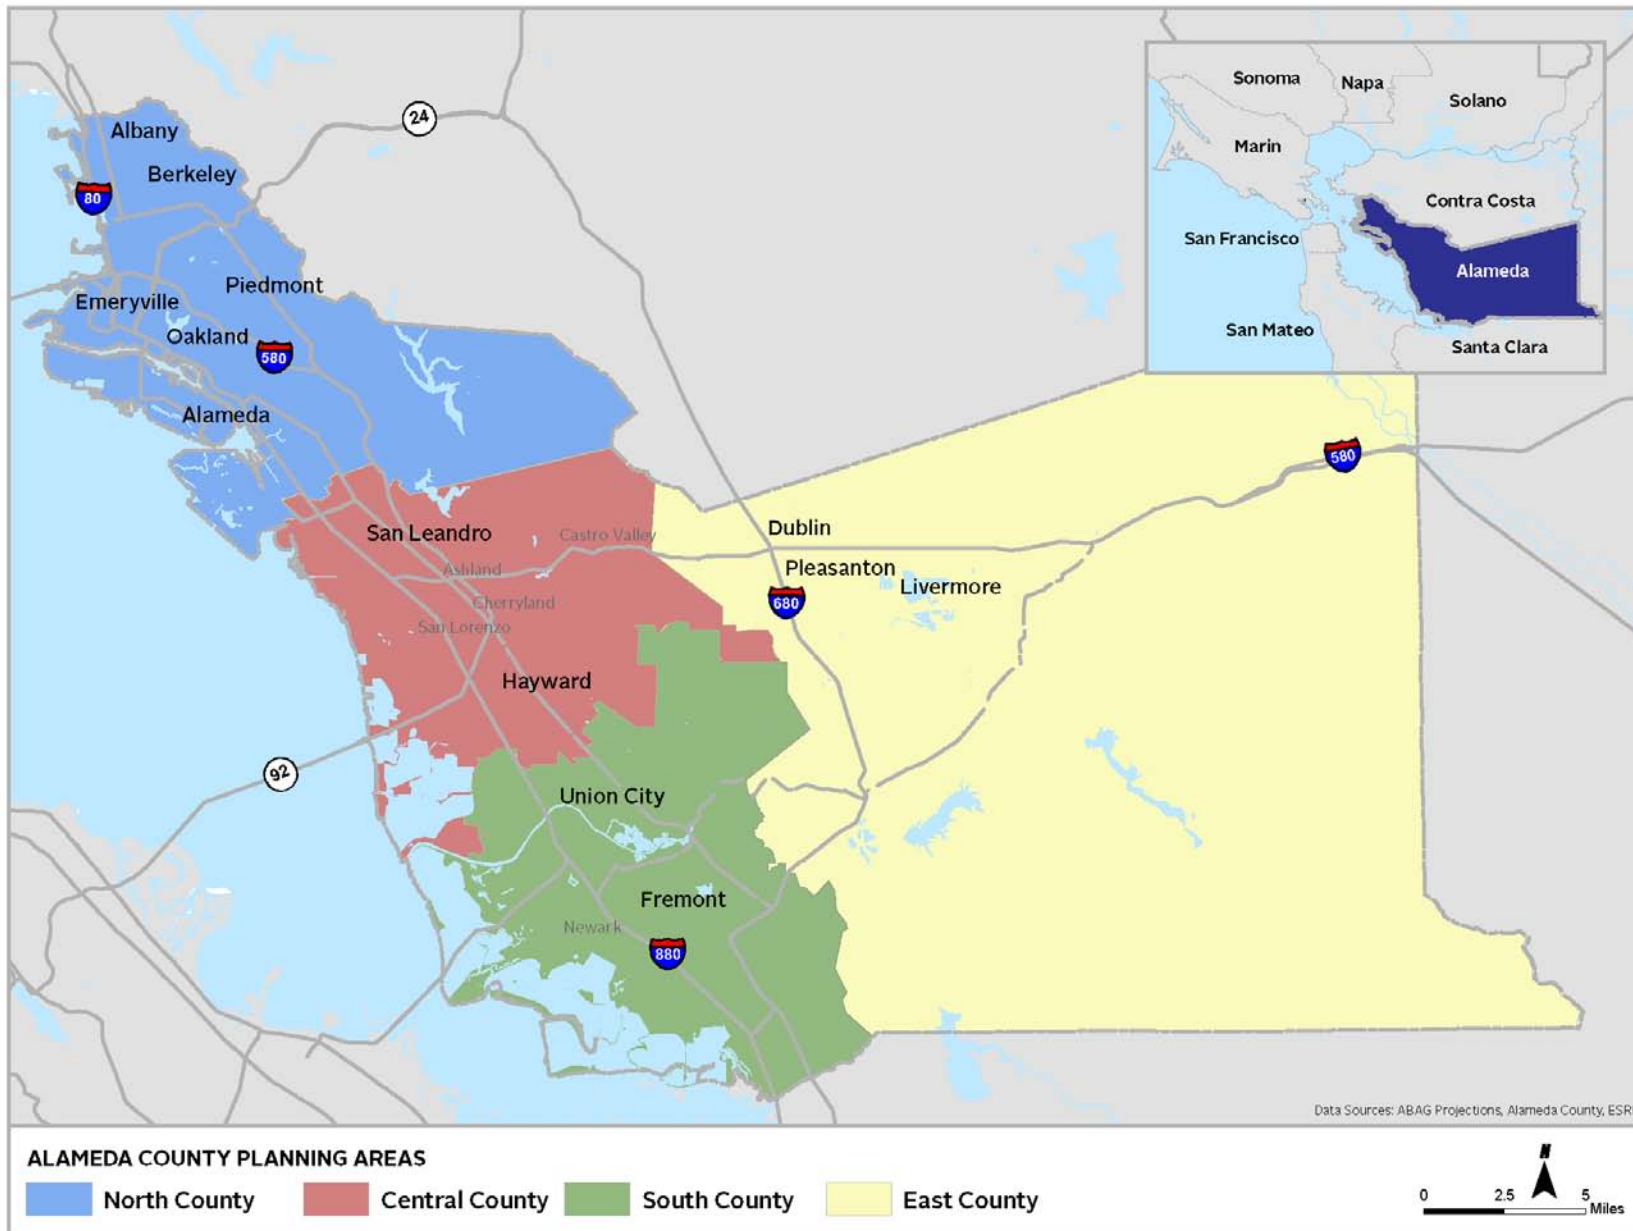 Sonoma
Napa
Solano
Marin
Contra Costa
San Francisco
Alameda
San Mateo
Santa Clara
24
Albany
Berkeley
80
Piedmont
Emeryville
Oakland
580
Alameda
580
San Leandro
Castro Valley
Dublin
Ashland
Pleasanton
Livermore
Cherryland
680
San Lorenzo
Hayward
92
Union City
Fremont
Newark
880
Data Sources: ABAG Projections, Alameda County, ESR
ALAMEDA COUNTY PLANNING AREAS
North County
Central County
South County
East County
N
0 2.5 5
Miles